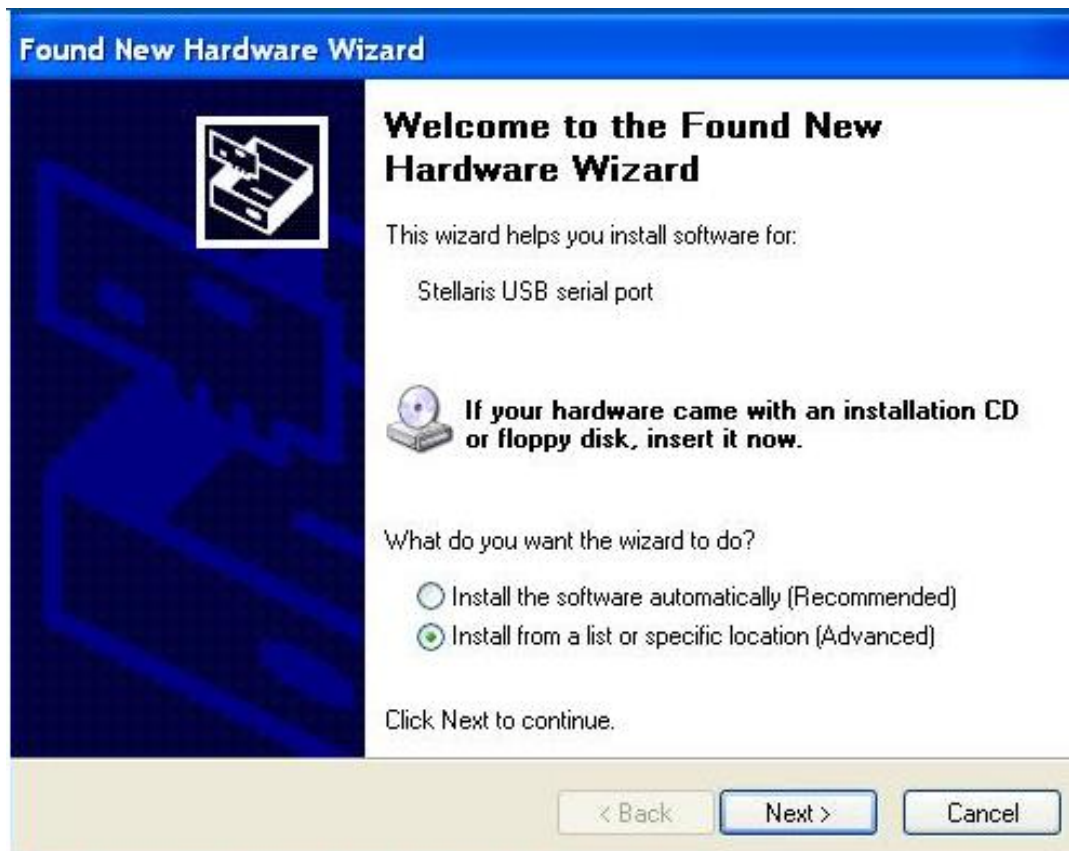 Found New Hardware Wizard
Welcome to the Found New
Hardware Wizard
This wizard helps you install software for:
Stellaris USB serial port
If your hardware came with an installation CD
or floppy disk, insert it now.
What do you want the wizard to do?
Install the software automatically (Recommended)
Install from a list or specific location (Advanced)
Click Next to continue.
< Back Next > Cancel